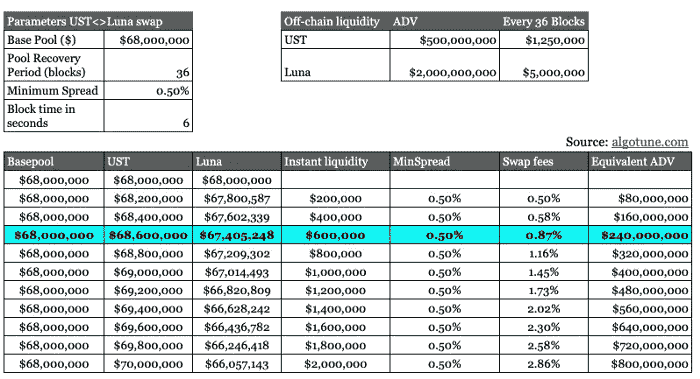 Parameters UST<>Luna swap
Base Pool ($) $68,000,000
Pool Recovery
Period (blocks) 36
Minimum Spread 0.50%
Block time in
seconds 6
Off-chain liquidity ADV Every 36 Blocks
UST $500,000,000 $1,250,000
Luna $2,000,000,000 $5,000,000
Source: algotune.com
Basepool UST Luna Instant liquidity MinSpread Swap fees Equivalent ADV
$68,000,000 $68,000,000 $68,000,000
$68,000,000 $68,200,000 $67,800,587 $200,000 0.50% 0.50% $80,000,000
$68,000,000 $68,400,000 $67,602,339 $400,000 0.50% 0.58% $160,000,000
$68,000,000 $68,600,000 $67,405,248 $600,000 0.50% 0.87% $240,000,000
$68,000,000 $68,800,000 $67,209,302 $800,000 0.50% 1.16% $320,000,000
$68,000,000 $69,000,000 $67,014,493 $1,000,000 0.50% 1.45% $400,000,000
$68,000,000 $69,200,000 $66,820,809 $1,200,000 0.50% 1.73% $480,000,000
$68,000,000 $69,400,000 $66,628,242 $1,400,000 0.50% 2.02% $560,000,000
$68,000,000 $69,600,000 $66,436,782 $1,600,000 0.50% 2.30% $640,000,000
$68,000,000 $69,800,000 $66,246,418 $1,800,000 0.50% 2.58% $720,000,000
$68,000,000 $70,000,000 $66,057,143 $2,000,000 0.50% 2.86% $800,000,000